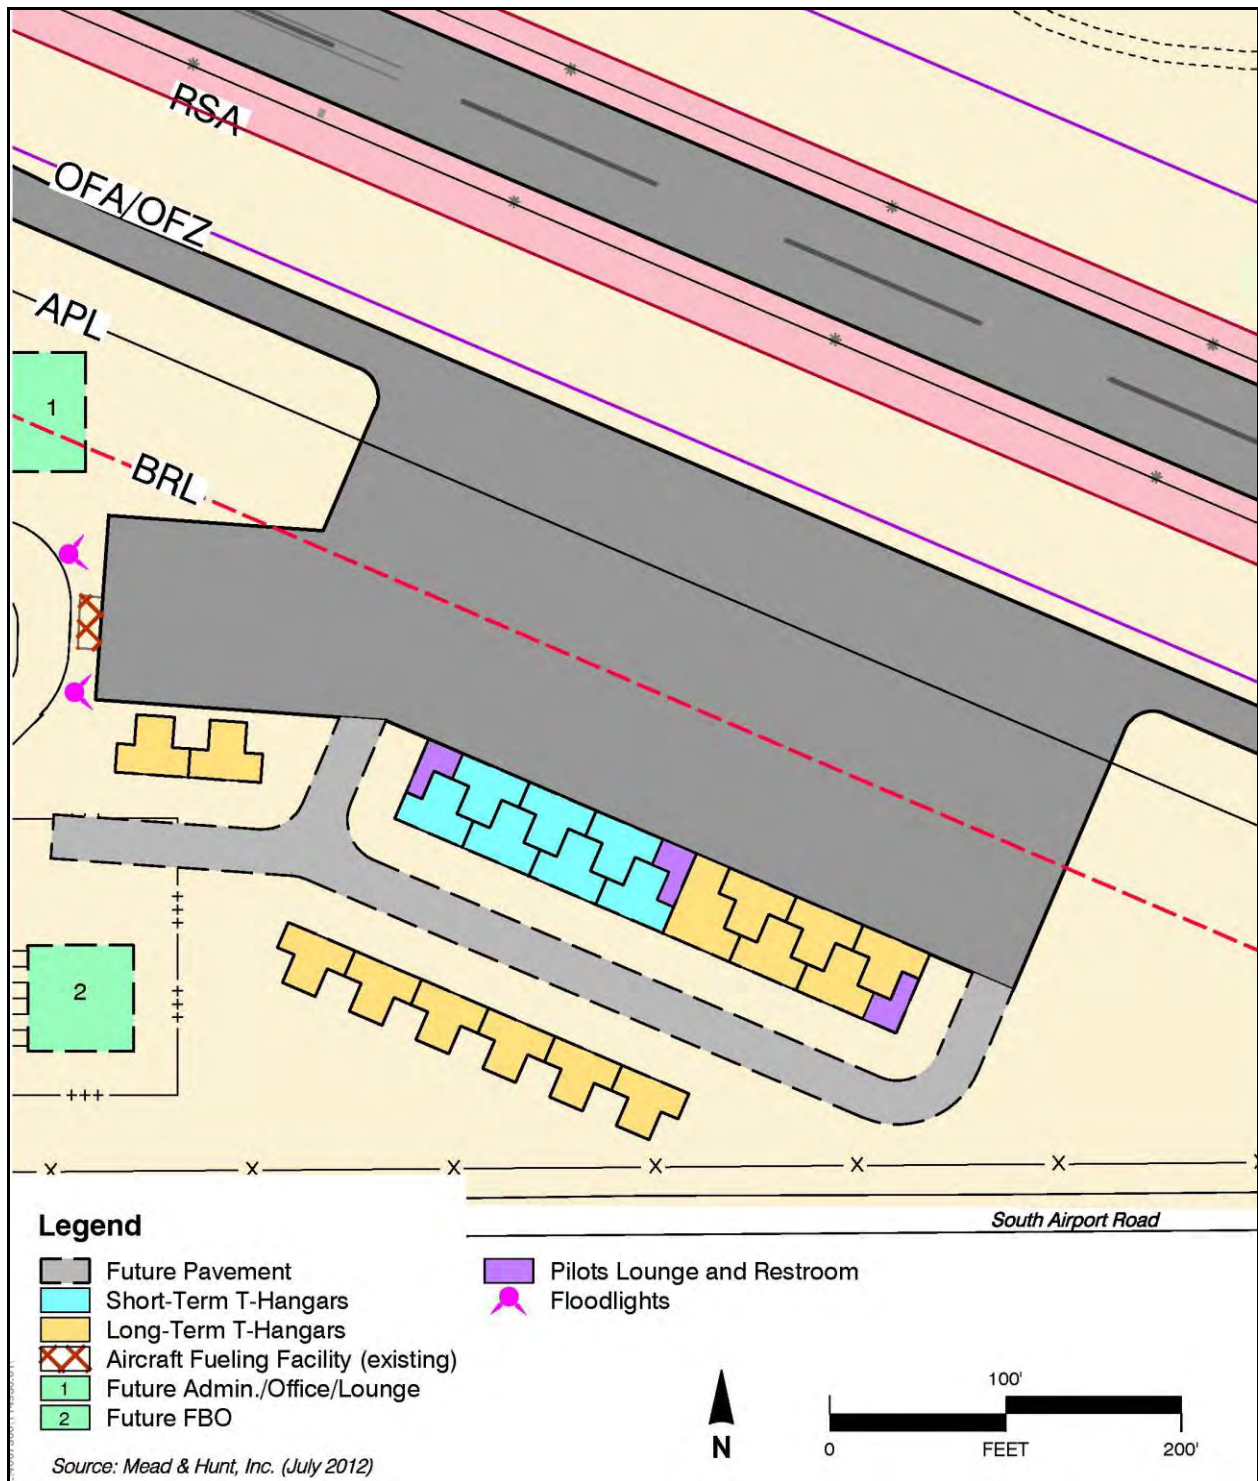 RSA
OFA/OFZ
APL
1
BRL
2
South Airport Road
Legend
Future Pavement
Short-Term T-Hangars
Long-Term T-Hangars
Aircraft Fueling Facility (existing)
1 Future Admin./Office/Lounge
2 Future FBO
Pilots Lounge and Restroom
Floodlights
N
100'
0 FEET 200'
Source: Mead & Hunt, Inc. (July 2012)